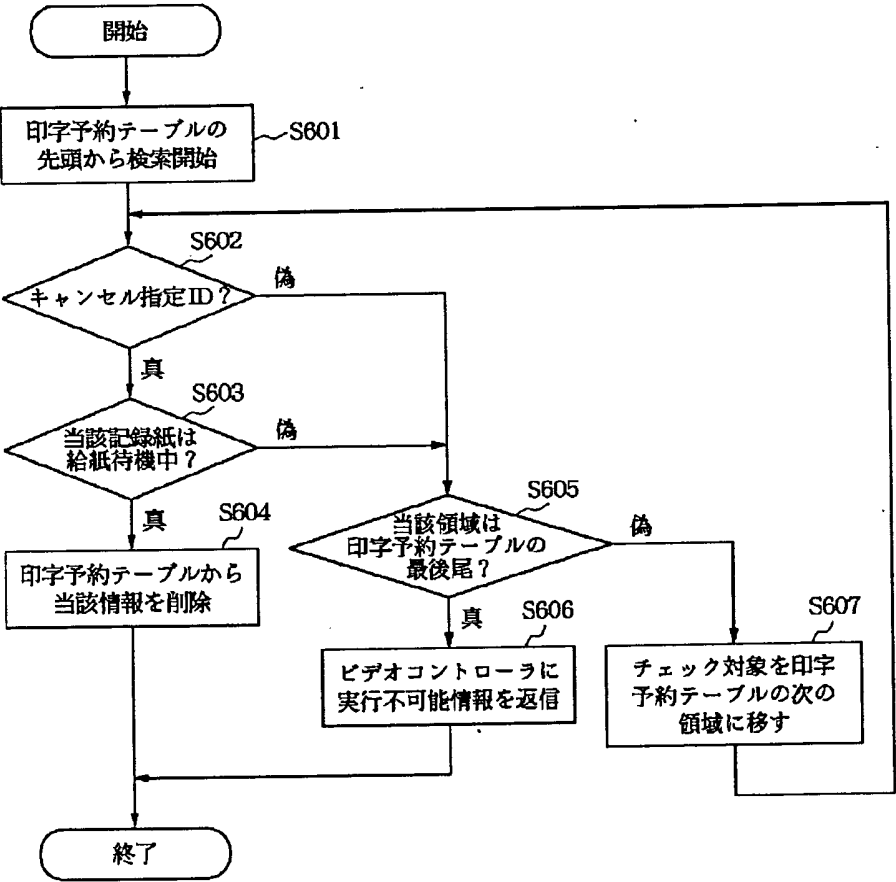 開始
印字予約テーブルの
先頭から検索開始
S601
S602
キャンセル指定ID？
偽
真
S603
当該記録紙は
給紙待機中？
偽
真
S604
印字予約テーブルから
当該情報を削除
S605
当該領域は
印字予約テーブルの
最後尾？
偽
真
S606
ビデオコントローラに
実行不可能情報を返信
S607
チェック対象を印字
予約テーブルの次の
領域に移す
終了